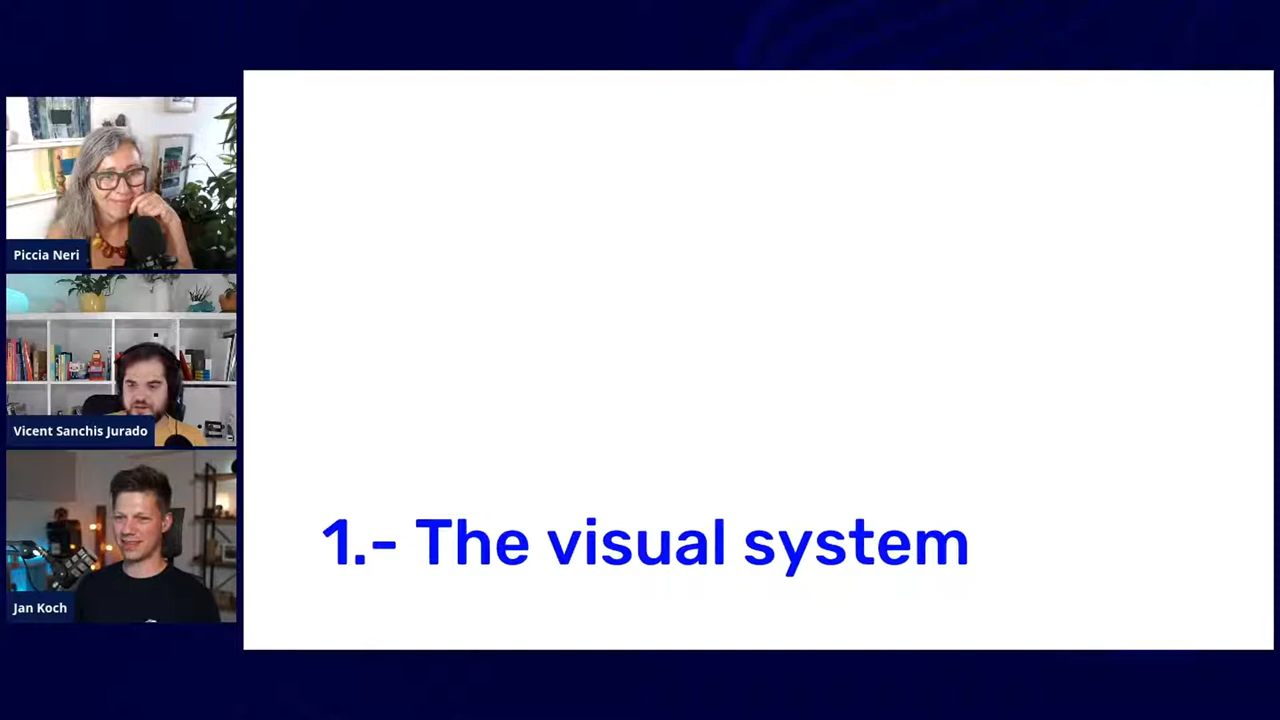 Piccia Neri
Vicent Sanchis Jurado
Jan Koch
1.- The visual system